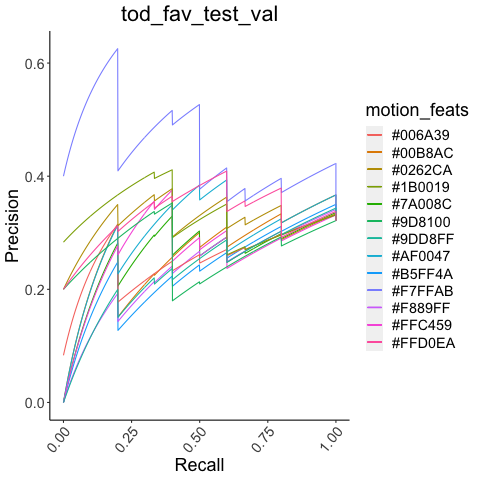 tod_fav_test_val
Precision
0.6
0.4
0.2
0.0
0.00
0.25
0.50
0.75
1.00
Recall
motion_feats
#006A39
#00B8AC
#0262CA
#1B0019
#7A008C
#9D8100
#9DD8FF
#AF0047
#B5FF4A
#F7FFAB
#F889FF
#FFC459
#FFD0EA